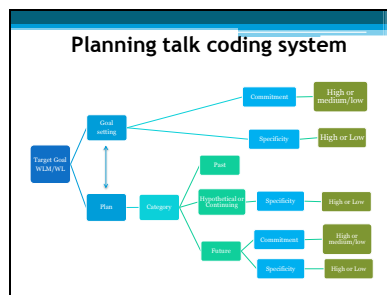 Planning talk coding system
Commitment
High or
medium/low
Goal
setting
Specificity
High or Low
Target Goal
WLM/WL
Past
Plan
Category
Hypothetical or
Continuing
Specificity
High or Low
Future
Commitment
High or
medium/low
Specificity
High or Low